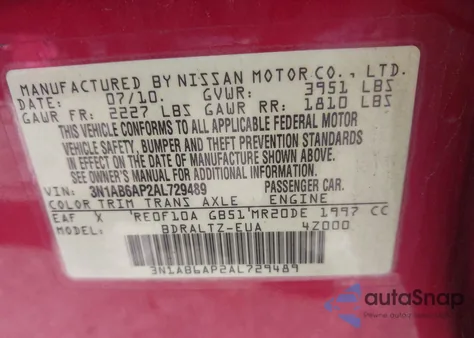 MANUFACTURED BY NISSAN MOTOR CO., LTD.
DATE: 07/10. GVWR: 3951 LBS
GAWR FR: 2227 LBS GAWR RR: 1810 LBS
THIS VEHICLE CONFORMS TO ALL APPLICABLE FEDERAL MOTOR
VEHICLE SAFETY, BUMPER AND THEFT PREVENTION STANDARDS
IN EFFECT ON THE DATE OF MANUFACTURE SHOWN ABOVE.
SEE OWNER'S MANUAL FOR ADDITIONAL INFORMATION.
VIN: 3N1AB6AP2AL729489 PASSENGER CAR.
COLOR TRIM TRANS AXLE ENGINE
EAF X RE0F10A GB51 MR20DE 1997 CC
MODEL: BDRALTZ-EUA 4Z000
3N1AB6AP2AL729489
autoSnap